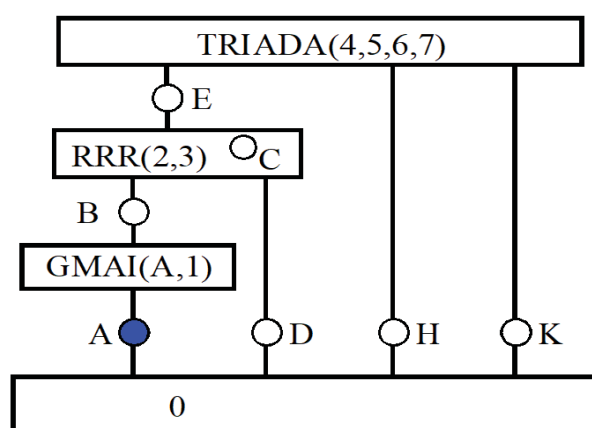 TRIADA(4,5,6,7)
E
RRR(2,3) C
B
GMAI(A,1)
A D H K
0